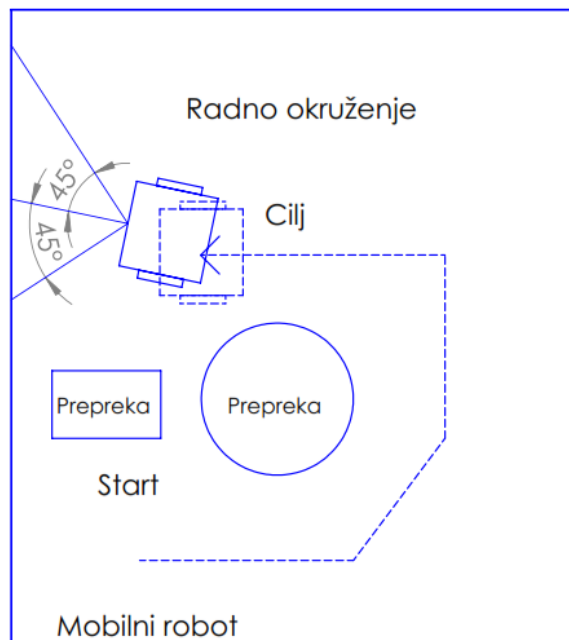 Radno okruženje
45°
45°
Cilj
Prepreka
Prepreka
Start
Mobilni robot